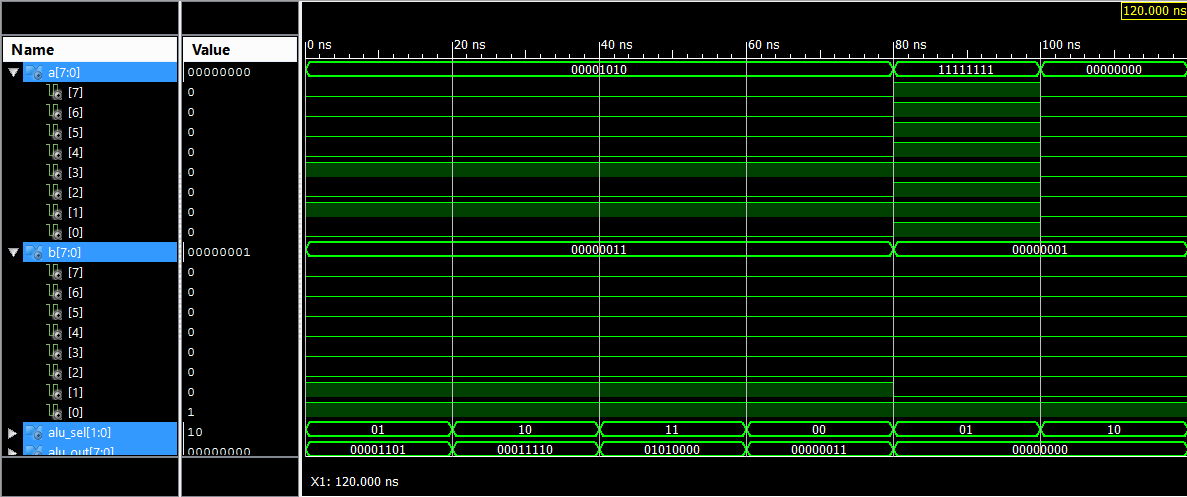 120.000 ns
Name Value
0 ns 20 ns 40 ns 60 ns 80 ns 100 ns
a[7:0] 00000000 00001010 11111111 00000000
[7] 0
[6] 0
[5] 0
[4] 0
[3] 0
[2] 0
[1] 0
[0] 0
b[7:0] 00000001 00000011 00000001
[7] 0
[6] 0
[5] 0
[4] 0
[3] 0
[2] 0
[1] 0
[0] 1
alu_sel[1:0] 10 01 10 11 00 01 10
alu_out[7:0] 00000000 00001101 00011110 01010000 00000011 00000000
X1: 120.000 ns